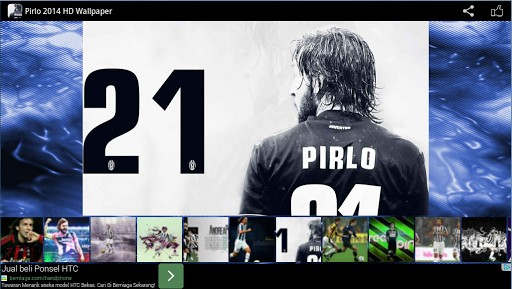 Pirlo 2014 HD Wallpaper
21
JUVENTUS
PIRLO
21
Jual beli Ponsel HTC
berniaga.com/handphone
Tawaran Menarik aneka model HTC Bekas. Cari Di Berniaga Sekarang!